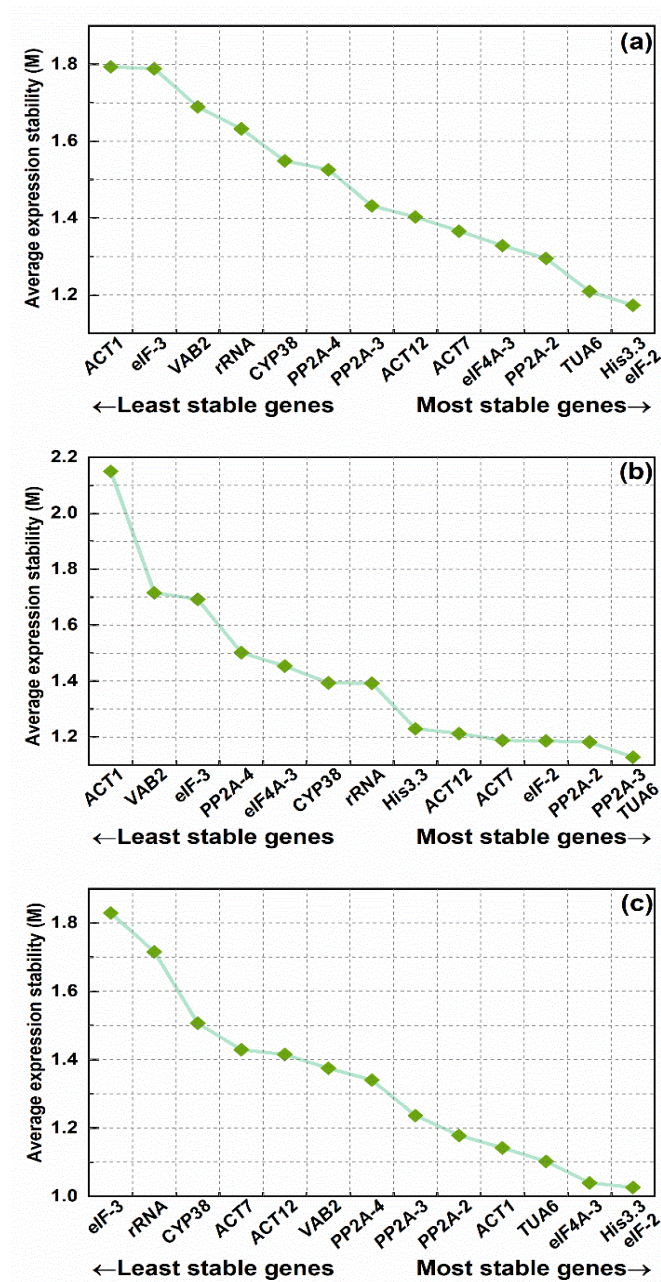 (a)
Average expression stability (M)
1.8
1.6
1.4
1.2
ACT1 eIF-3 VAB2 rRNA CYP38 PP2A-4 PP2A-3 ACT12 ACT7 eIF4A-3 PP2A-2 TUA6 His3.3 eIF-2
←Least stable genes Most stable genes→
(b)
Average expression stability (M)
2.2
2.0
1.8
1.6
1.4
1.2
ACT1 VAB2 eIF-3 PP2A-4 eIF4A-3 CYP38 rRNA His3.3 ACT12 ACT7 eIF-2 PP2A-2 PP2A-3 TUA6
←Least stable genes Most stable genes→
(c)
Average expression stability (M)
1.8
1.6
1.4
1.2
1.0
eIF-3 rRNA CYP38 ACT7 ACT12 VAB2 PP2A-4 PP2A-3 PP2A-2 ACT1 TUA6 eIF4A-3 His3.3 eIF-2
←Least stable genes Most stable genes→